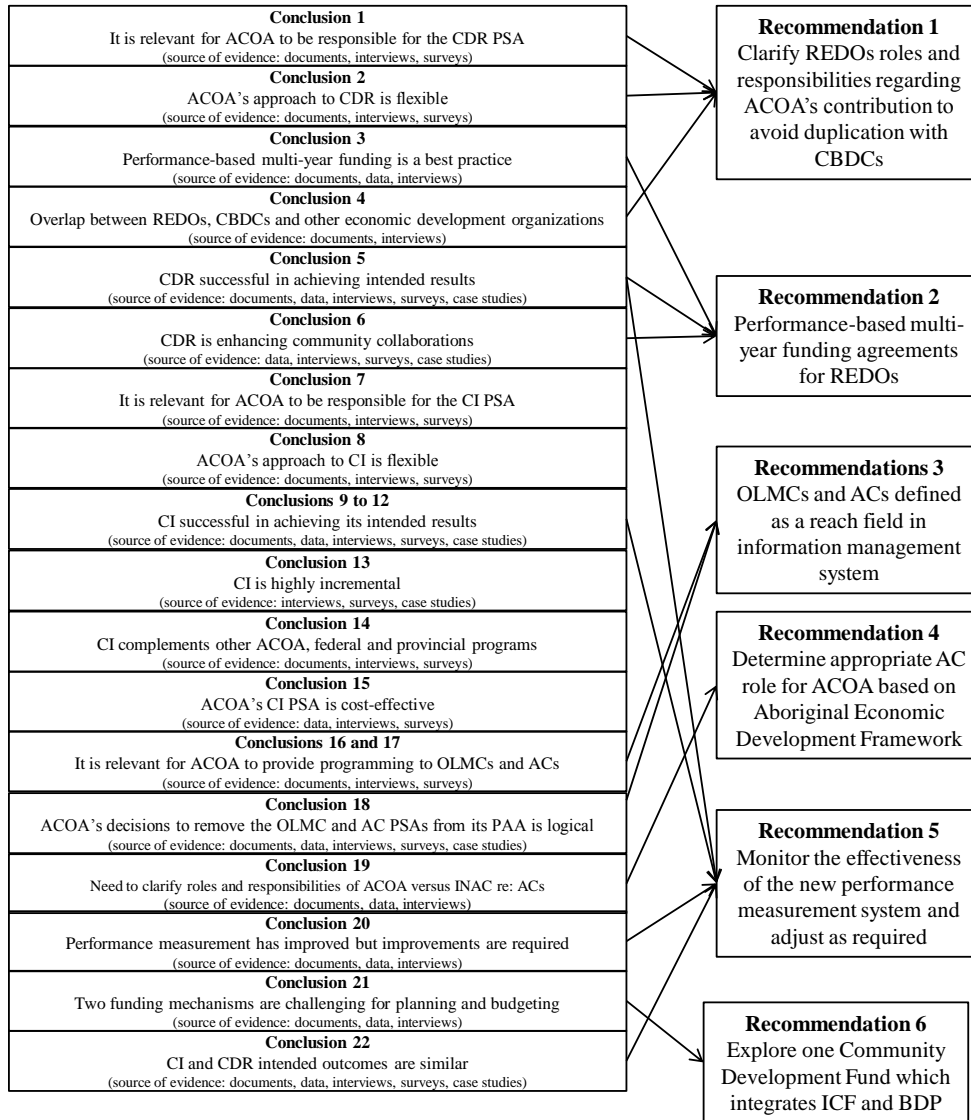 Conclusion 1
It is relevant for ACOA to be responsible for the CDR PSA
(source of evidence: documents, interviews, surveys)
Conclusion 2
ACOA's approach to CDR is flexible
(source of evidence: documents, interviews, surveys)
Conclusion 3
Performance-based multi-year funding is a best practice
(source of evidence: documents, data, interviews)
Conclusion 4
Overlap between REDOs, CBDCs and other economic development organizations
(source of evidence: documents, interviews)
Conclusion 5
CDR successful in achieving intended results
(source of evidence: documents, data, interviews, surveys, case studies)
Conclusion 6
CDR is enhancing community collaborations
(source of evidence: data, interviews, surveys, case studies)
Conclusion 7
It is relevant for ACOA to be responsible for the CI PSA
(source of evidence: documents, interviews, surveys)
Conclusion 8
ACOA's approach to CI is flexible
(source of evidence: documents, interviews, surveys)
Conclusions 9 to 12
CI successful in achieving its intended results
(source of evidence: documents, data, interviews, surveys, case studies)
Conclusion 13
CI is highly incremental
(source of evidence: interviews, surveys, case studies)
Conclusion 14
CI complements other ACOA, federal and provincial programs
(source of evidence: documents, interviews, surveys)
Conclusion 15
ACOA's CI PSA is cost-effective
(source of evidence: data, interviews, surveys)
Conclusions 16 and 17
It is relevant for ACOA to provide programming to OLMCs and ACs
(source of evidence: documents, interviews, surveys)
Conclusion 18
ACOA's decisions to remove the OLMC and AC PSAs from its PAA is logical
(source of evidence: documents, data, interviews, surveys, case studies)
Conclusion 19
Need to clarify roles and responsibilities of ACOA versus INAC re: ACs
(source of evidence: documents, data, interviews)
Conclusion 20
Performance measurement has improved but improvements are required
(source of evidence: documents, data, interviews)
Conclusion 21
Two funding mechanisms are challenging for planning and budgeting
(source of evidence: documents, data, interviews)
Conclusion 22
CI and CDR intended outcomes are similar
(source of evidence: documents, data, interviews, surveys, case studies)
Recommendation 1
Clarify REDOs roles and
responsibilities regarding
ACOA's contribution to
avoid duplication with
CBDCs
Recommendation 2
Performance-based multi-
year funding agreements
for REDOs
Recommendations 3
OLMCs and ACs defined
as a reach field in
information management
system
Recommendation 4
Determine appropriate AC
role for ACOA based on
Aboriginal Economic
Development Framework
Recommendation 5
Monitor the effectiveness
of the new performance
measurement system and
adjust as required
Recommendation 6
Explore one Community
Development Fund which
integrates ICF and BDP